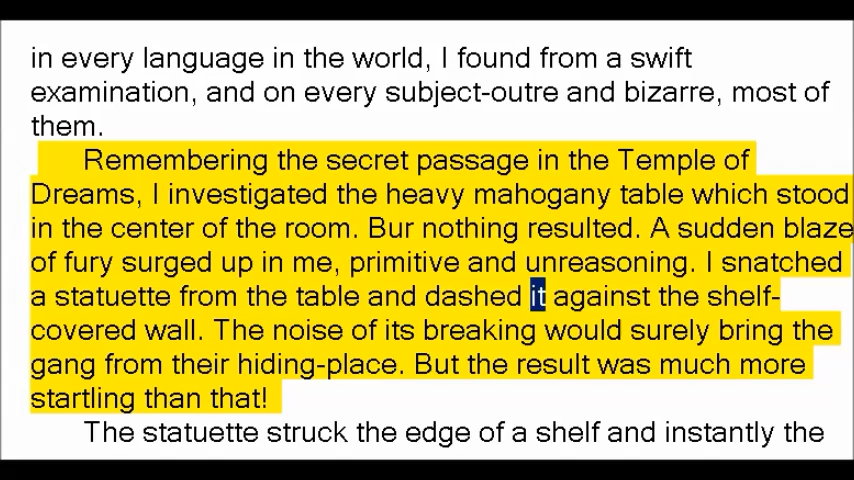 in every language in the world, I found from a swift
examination, and on every subject-outre and bizarre, most of
them.
Remembering the secret passage in the Temple of
Dreams, I investigated the heavy mahogany table which stood
in the center of the room. Bur nothing resulted. A sudden blaze
of fury surged up in me, primitive and unreasoning. I snatched
a statuette from the table and dashed it against the shelf-
covered wall. The noise of its breaking would surely bring the
gang from their hiding-place. But the result was much more
startling than that!
The statuette struck the edge of a shelf and instantly the